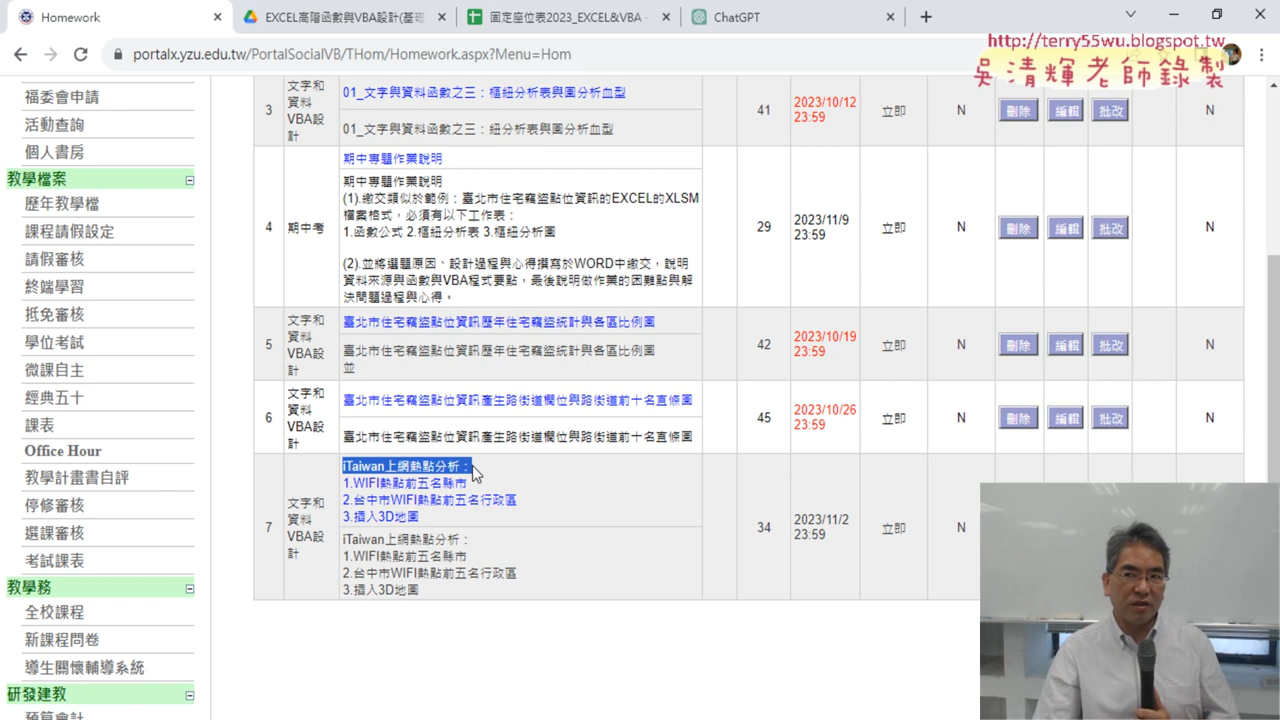 Homework
EXCEL高階函數與VBA設計(基礎
固定座位表2023_EXCEL&VBA -
ChatGPT
portalx.yzu.edu.tw/PortalSocialVB/THom/Homework.aspx?Menu=Hom
http://terry55wu.blogspot.tw
吳清輝老師錄製
福委會申請
活動查詢
個人書房
教學檔案
歷年教學檔
課程請假設定
請假審核
終端學習
抵免審核
學位考試
微課自主
經典五十
課表
Office Hour
教學計畫書自評
停修審核
選課審核
考試課表
教學務
全校課程
新課程問卷
導生關懷輔導系統
研發建教
預算會計
3
文字和
資料
VBA設
計
01_文字與資料函數之三：樞紐分析表與圖分析血型
01_文字與資料函數之三：紐分析表與圖分析血型
41
2023/10/12
23:59
立即
N
刪除
編輯
批改
N
4
期中考
期中專題作業說明
期中專題作業說明
(1).繳交類似於範例：臺北市住宅竊盜點位資訊的EXCEL的XLSM
檔案格式，必須有以下工作表：
1.函數公式 2.樞紐分析表 3.樞紐分析圖
(2).並將選題原因、設計過程與心得撰寫於WORD中繳交，說明
資料來源與函數與VBA程式要點，最後說明做作業的困難點與解
決問題過程與心得。
29
2023/11/9
23:59
立即
N
刪除
編輯
批改
N
5
文字和
資料
VBA設
計
臺北市住宅竊盜點位資訊歷年住宅竊盜統計與各區比例圖
臺北市住宅竊盜點位資訊歷年住宅竊盜統計與各區比例圖
並
42
2023/10/19
23:59
立即
N
刪除
編輯
批改
N
6
文字和
資料
VBA設
計
臺北市住宅竊盜點位資訊產生路街道欄位與路街道前十名直條圖
臺北市住宅竊盜點位資訊產生路街道欄位與路街道前十名直條圖
45
2023/10/26
23:59
立即
N
刪除
編輯
批改
N
7
文字和
資料
VBA設
計
iTaiwan上網熱點分析：
1.WIFI熱點前五名縣市
2.台中市WIFI熱點前五名行政區
3.插入3D地圖
iTaiwan上網熱點分析：
1.WIFI熱點前五名縣市
2.台中市WIFI熱點前五名行政區
3.插入3D地圖
34
2023/11/2
23:59
立即
N